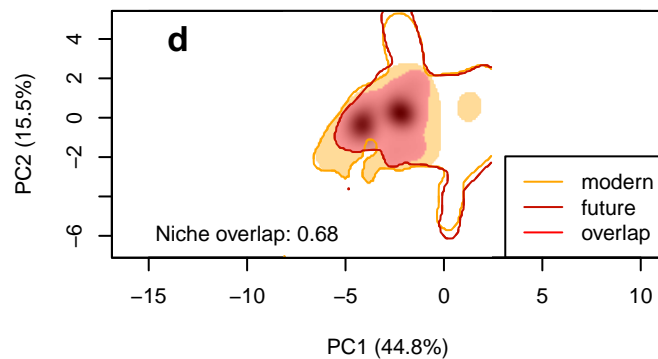 d
4
2
0
−2
−6
PC2 (15.5%)
Niche overlap: 0.68
modern
future
overlap
−15 −10 −5 0 5 10
PC1 (44.8%)